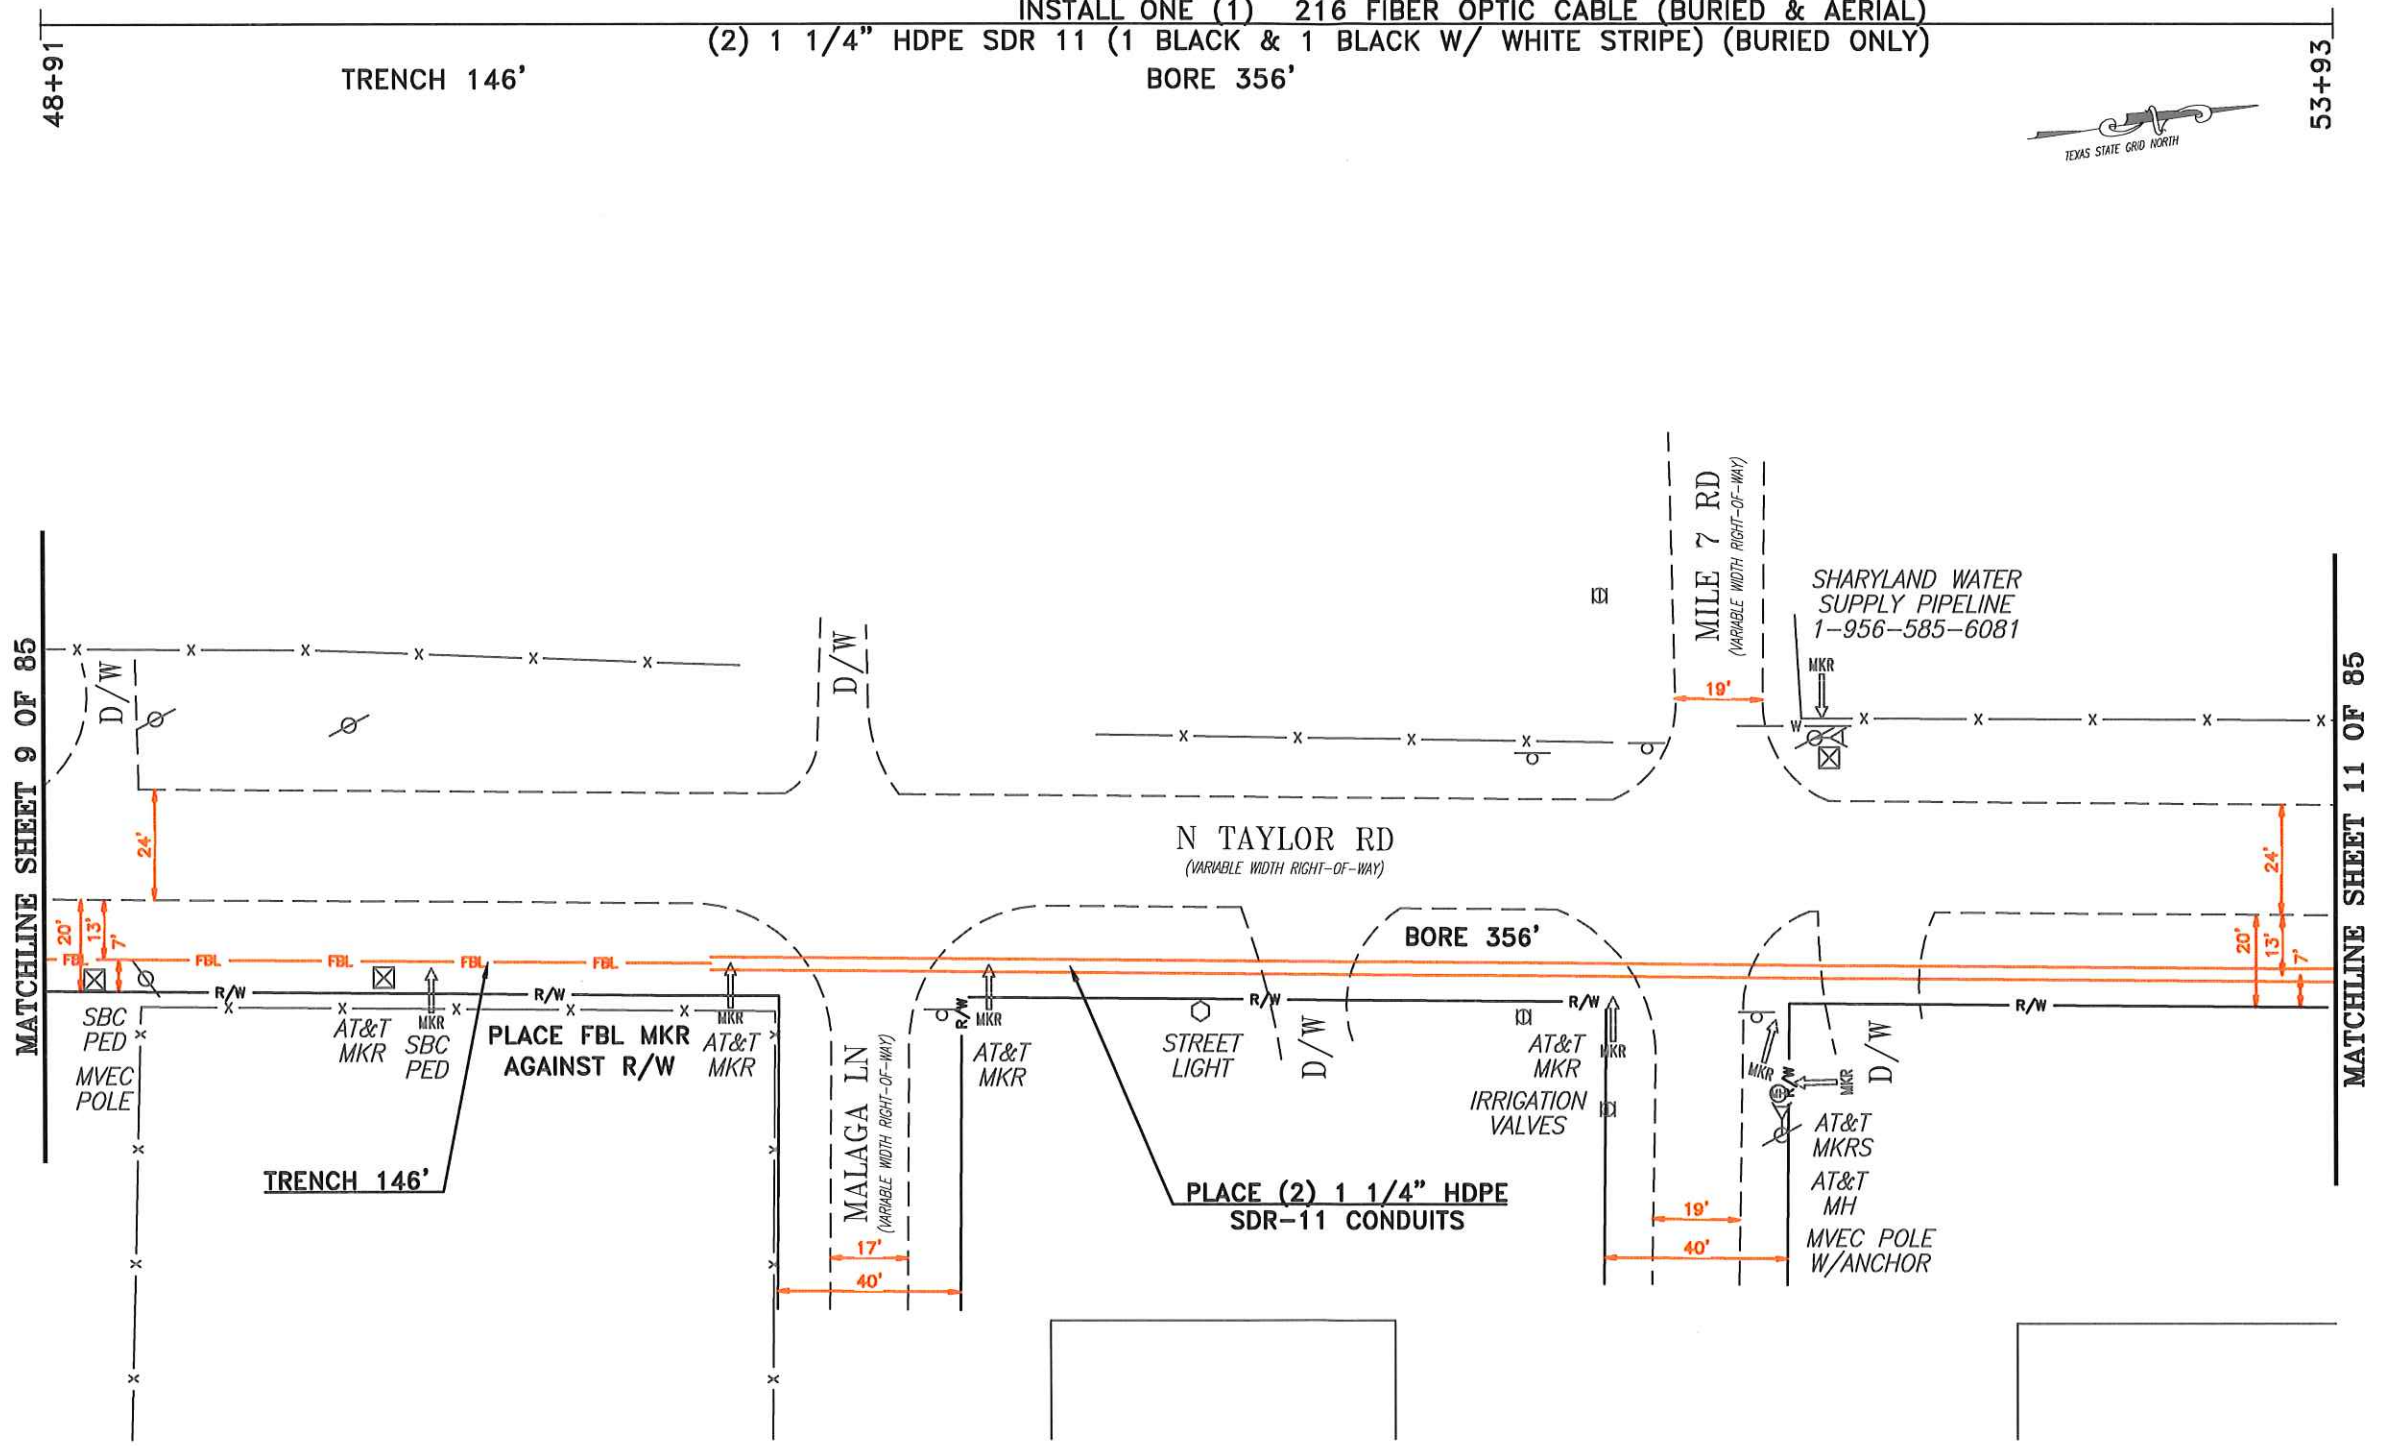 INSTALL ONE (1) 216 FIBER OPTIC CABLE (BURIED & AERIAL)
(2) 1 1/4" HDPE SDR 11 (1 BLACK & 1 BLACK W/ WHITE STRIPE) (BURIED ONLY)
48+91
TRENCH 146'
BORE 356'
53+93
TEXAS STATE GRID NORTH
MATCHLINE SHEET 9 OF 85
MATCHLINE SHEET 11 OF 85
MILE 7 RD
(VARIABLE WIDTH RIGHT-OF-WAY)
SHARYLAND WATER
SUPPLY PIPELINE
1-956-585-6081
MKR
W
19'
D/W
D/W
X X X X X X
X X X X
X X X X X
24'
N TAYLOR RD
(VARIABLE WIDTH RIGHT-OF-WAY)
24'
20'
13'
7'
FBL FBL FBL FBL FBL
BORE 356'
20'
13'
7'
R/W R/W R/W R/W R/W R/W R/W
X X X X X
SBC
PED
MVEC
POLE
AT&T
MKR
MKR
SBC
PED
PLACE FBL MKR
AGAINST R/W
MKR
AT&T
MKR
MKR
AT&T
MKR
STREET
LIGHT
D/W
AT&T
MKR
MKR
IRRIGATION
VALVES
MKR
MKR
MH
D/W
AT&T
MKRS
AT&T
MH
MVEC POLE
W/ANCHOR
MALAGA LN
(VARIABLE WIDTH RIGHT-OF-WAY)
TRENCH 146'
PLACE (2) 1 1/4" HDPE
SDR-11 CONDUITS
17'
40'
19'
40'
X X X X
X X X X